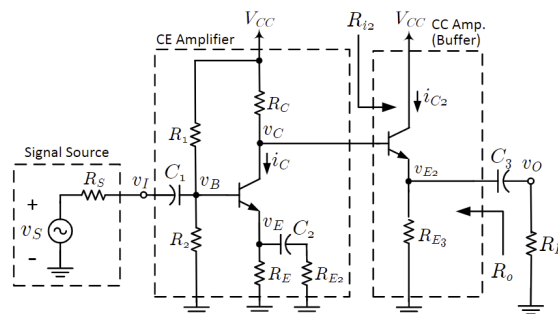 CE Amplifier
V_CC
R_i2
V_CC
CC Amp.
(Buffer)
R_C
i_C2
R_1
v_C
Signal Source
i_C
R_S
v_I
C_1
v_B
v_E2
C_3
v_O
+
v_S
-
v_E
C_2
R_2
R_E
R_E2
R_E3
R_o